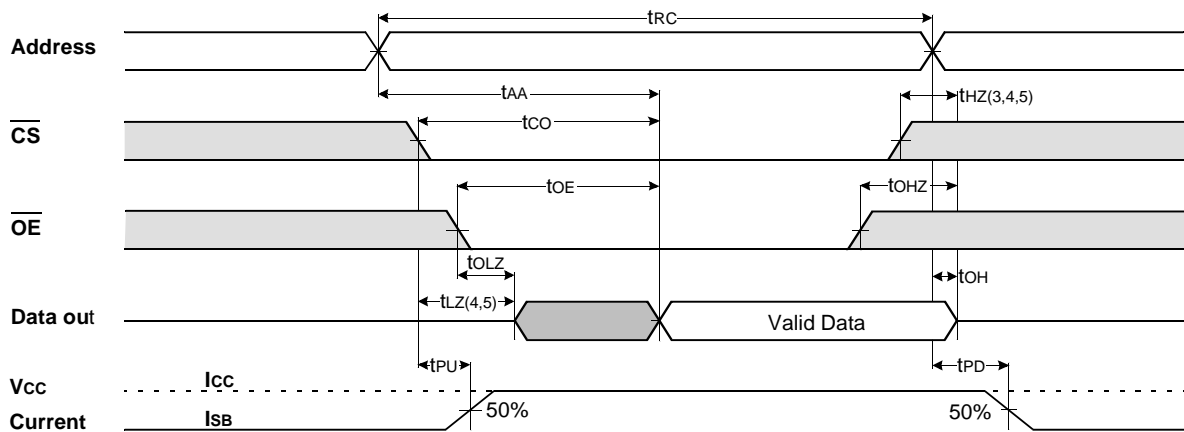 tRC
Address
tAA
tHZ(3,4,5)
CS
tCO
tOE
tOHZ
OE
tOLZ
tOH
tLZ(4,5)
Data out
Valid Data
tPU
tPD
VCC
ICC
50%
50%
Current
ISB